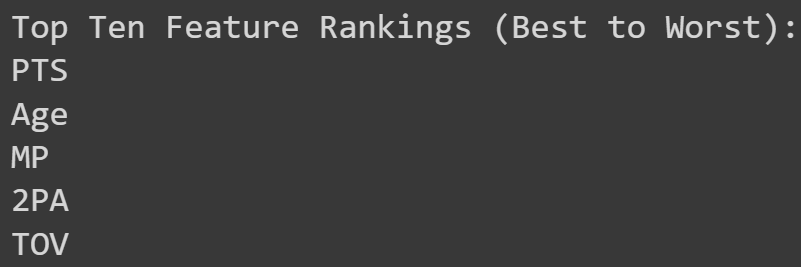 Top Ten Feature Rankings (Best to Worst):
PTS
Age
MP
2PA
TOV